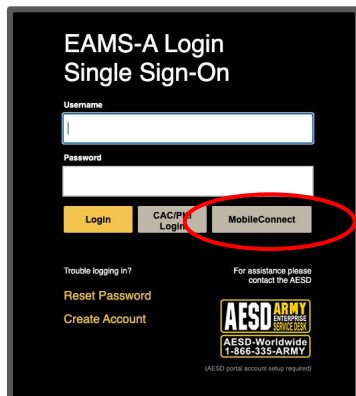 EAMS-A Login
Single Sign-On
Username
Password
Login
CAC/PKI
Login
MobileConnect
Trouble logging in?
For assistance please
contact the AESD
Reset Password
Create Account
AESD ARMY
ENTERPRISE
SERVICE DESK
AESD-Worldwide
1-866-335-ARMY
(AESD portal account setup required)